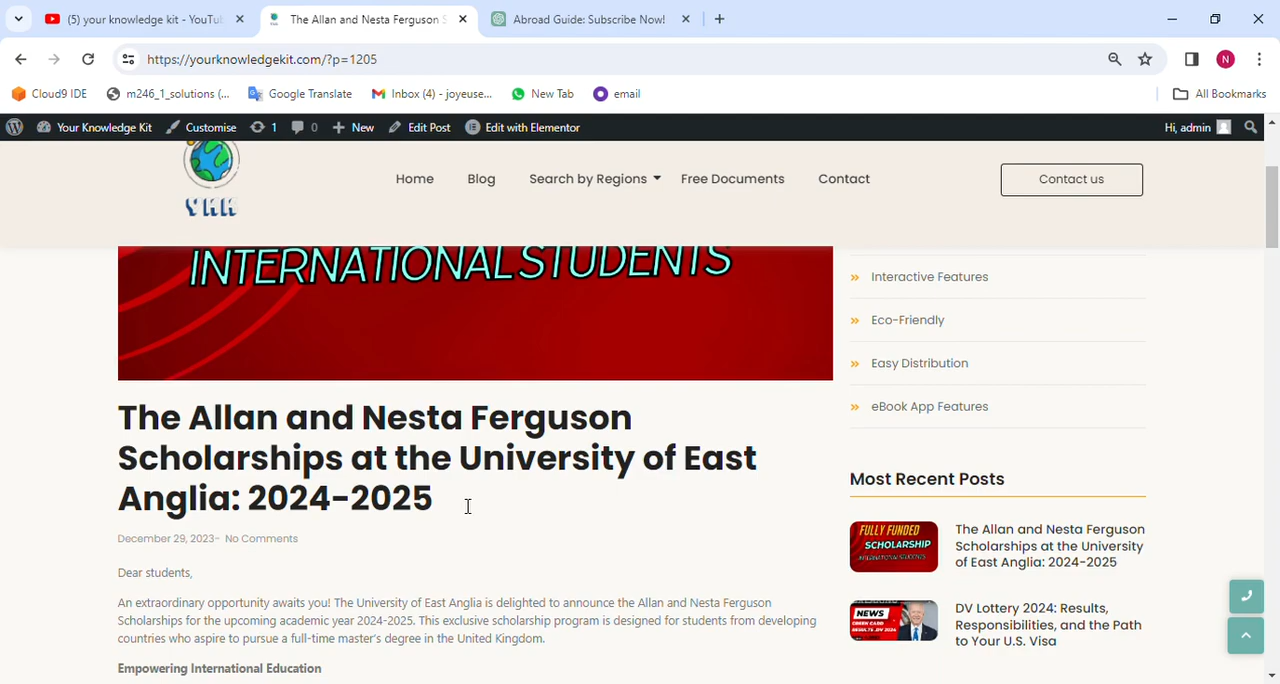 (5) your knowledge kit - YouTu
The Allan and Nesta Ferguson S
Abroad Guide: Subscribe Now!
https://yourknowledgekit.com/?p=1205
N
Cloud9 IDE
m246_1_solutions (...
Google Translate
Inbox (4) - joyeuse...
New Tab
email
All Bookmarks
Your Knowledge Kit
Customise
1
0
New
Edit Post
Edit with Elementor
Hi, admin
YKK
Home
Blog
Search by Regions
Free Documents
Contact
Contact us
INTERNATIONAL STUDENTS
The Allan and Nesta Ferguson
Scholarships at the University of East
Anglia: 2024-2025
December 29, 2023- No Comments
Dear students,
An extraordinary opportunity awaits you! The University of East Anglia is delighted to announce the Allan and Nesta Ferguson
Scholarships for the upcoming academic year 2024-2025. This exclusive scholarship program is designed for students from developing
countries who aspire to pursue a full-time master's degree in the United Kingdom.
Empowering International Education
Interactive Features
Eco-Friendly
Easy Distribution
eBook App Features
Most Recent Posts
FULLY FUNDED
SCHOLARSHIP
INTERNATIONAL STUDENTS
The Allan and Nesta Ferguson
Scholarships at the University
of East Anglia: 2024-2025
NEWS
GREEN CARD
RESULTS DV 2024
DV Lottery 2024: Results,
Responsibilities, and the Path
to Your U.S. Visa